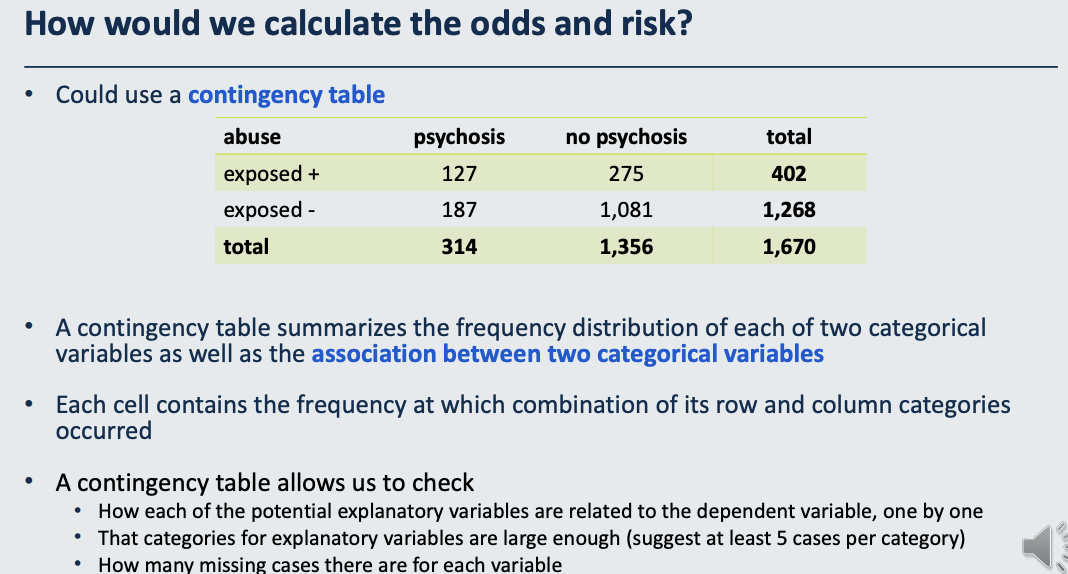 How would we calculate the odds and risk?
• Could use a contingency table
abuse psychosis no psychosis total
exposed + 127 275 402
exposed - 187 1,081 1,268
total 314 1,356 1,670
• A contingency table summarizes the frequency distribution of each of two categorical
variables as well as the association between two categorical variables
• Each cell contains the frequency at which combination of its row and column categories
occurred
• A contingency table allows us to check
• How each of the potential explanatory variables are related to the dependent variable, one by one
• That categories for explanatory variables are large enough (suggest at least 5 cases per category)
• How many missing cases there are for each variable